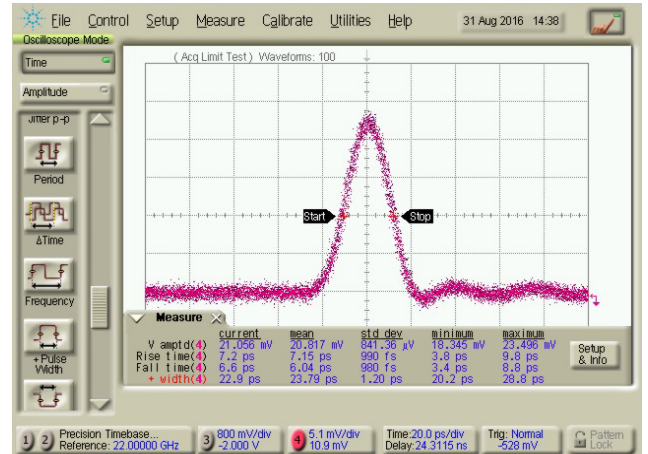 File Control Setup Measure Calibrate Utilities Help 31 Aug 2016 14:38
Oscilloscope Mode
Time
Amplitude
Jitter p-p
Period
ΔTime
Frequency
+ Pulse
Width
( Acq Limit Test ) Waveforms: 100
Start Stop
Measure
current mean std dev minimum maximum
V amptd(4) 21.056 mV 20.817 mV 841.36 µV 18.345 mV 23.496 mV
Rise time(4) 7.2 ps 7.15 ps 990 fs 3.8 ps 9.8 ps
Fall time(4) 6.6 ps 6.04 ps 980 fs 3.4 ps 8.8 ps
+ width(4) 22.9 ps 23.79 ps 1.20 ps 20.2 ps 28.8 ps
Setup
& Info
1 2 Precision Timebase...
Reference: 22.00000 GHz
3 800 mV/div
-2.000 V
4 5.1 mV/div
10.9 mV
Time:20.0 ps/div
Delay:24.3115 ns
Trig: Normal
-528 mV
Pattern
Lock